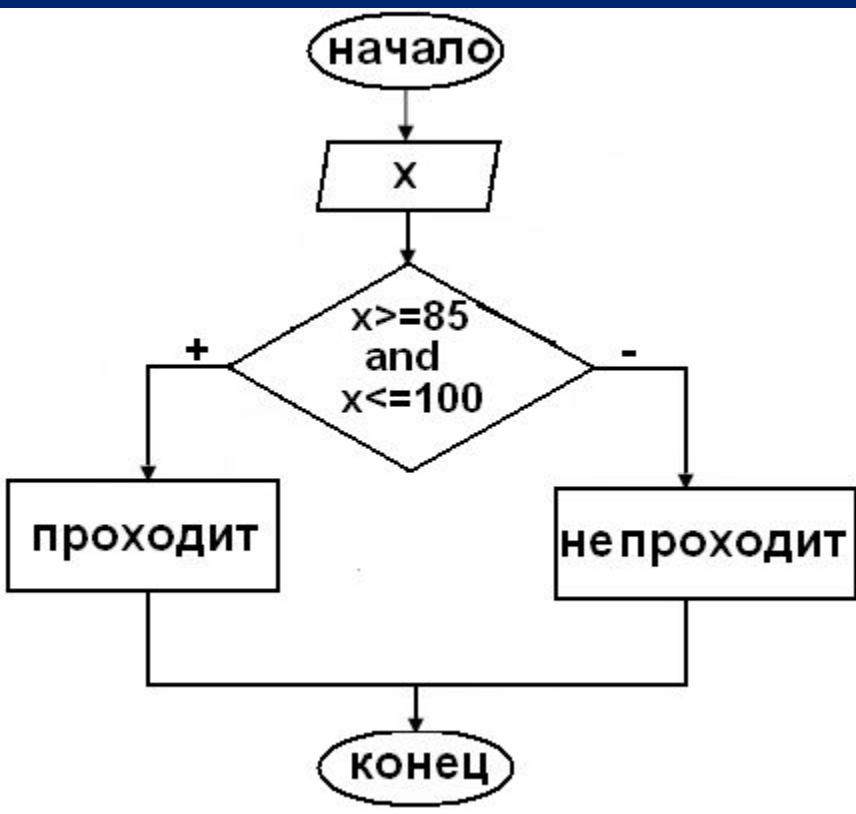 начало
x
x>=85
and
x<=100
+
-
проходит
не проходит
конец